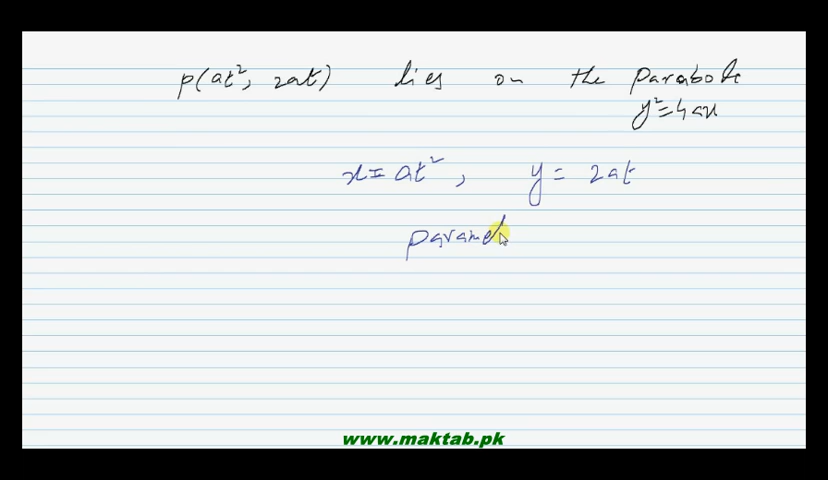 p(at², 2at) lies on the parabola
y²=4ax
x = at², y = 2at
paramet
www.maktab.pk